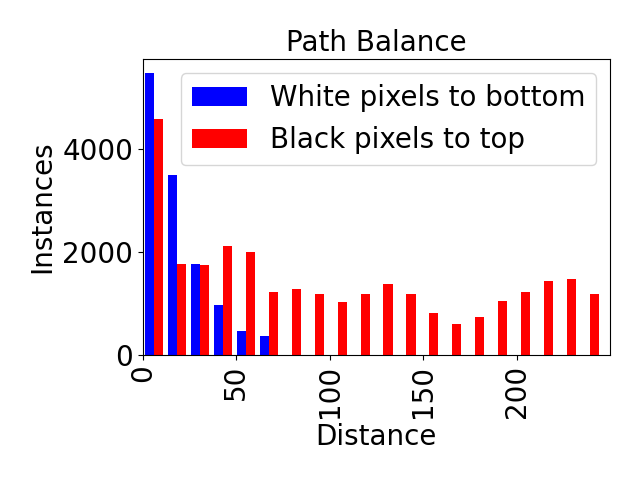 Path Balance
White pixels to bottom
Black pixels to top
Instances
4000
2000
0
0
50
100
150
200
Distance